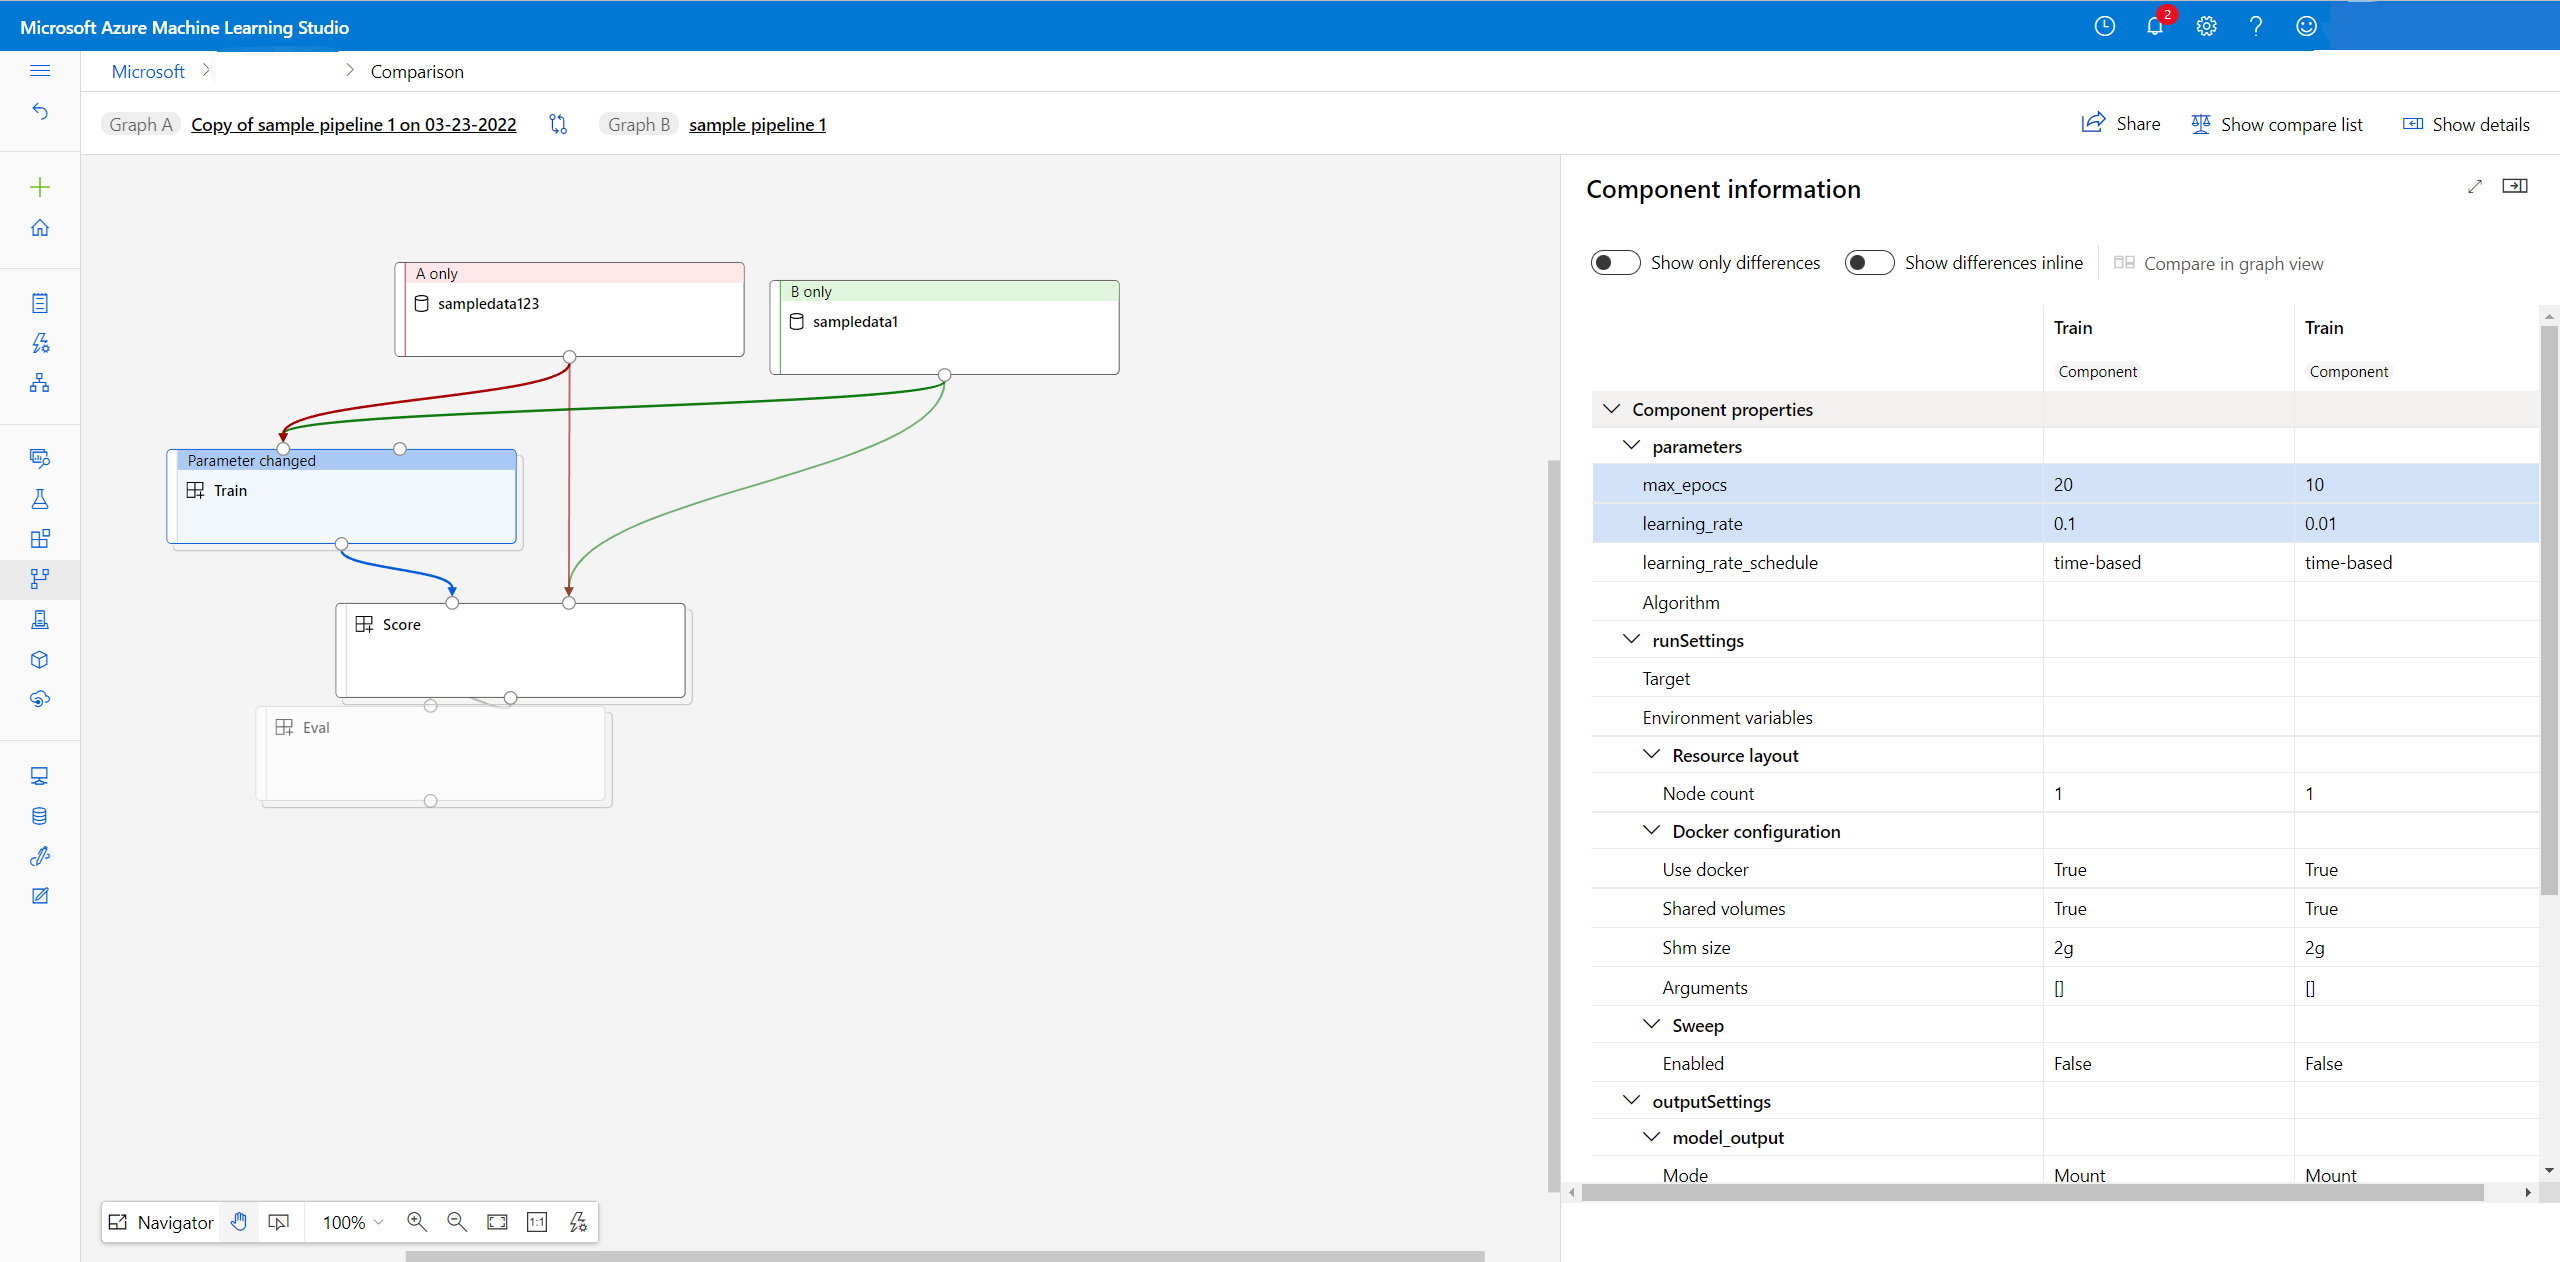 Microsoft Azure Machine Learning Studio
2
Microsoft > > Comparison
Graph A Copy of sample pipeline 1 on 03-23-2022 Graph B sample pipeline 1
Share Show compare list Show details
A only
sampledata123
B only
sampledata1
Parameter changed
Train
Score
Eval
Navigator 100% 1:1
Component information
Show only differences Show differences inline Compare in graph view
Train Train
Component Component
Component properties
parameters
max_epocs 20 10
learning_rate 0.1 0.01
learning_rate_schedule time-based time-based
Algorithm
runSettings
Target
Environment variables
Resource layout
Node count 1 1
Docker configuration
Use docker True True
Shared volumes True True
Shm size 2g 2g
Arguments [] []
Sweep
Enabled False False
outputSettings
model_output
Mode Mount Mount